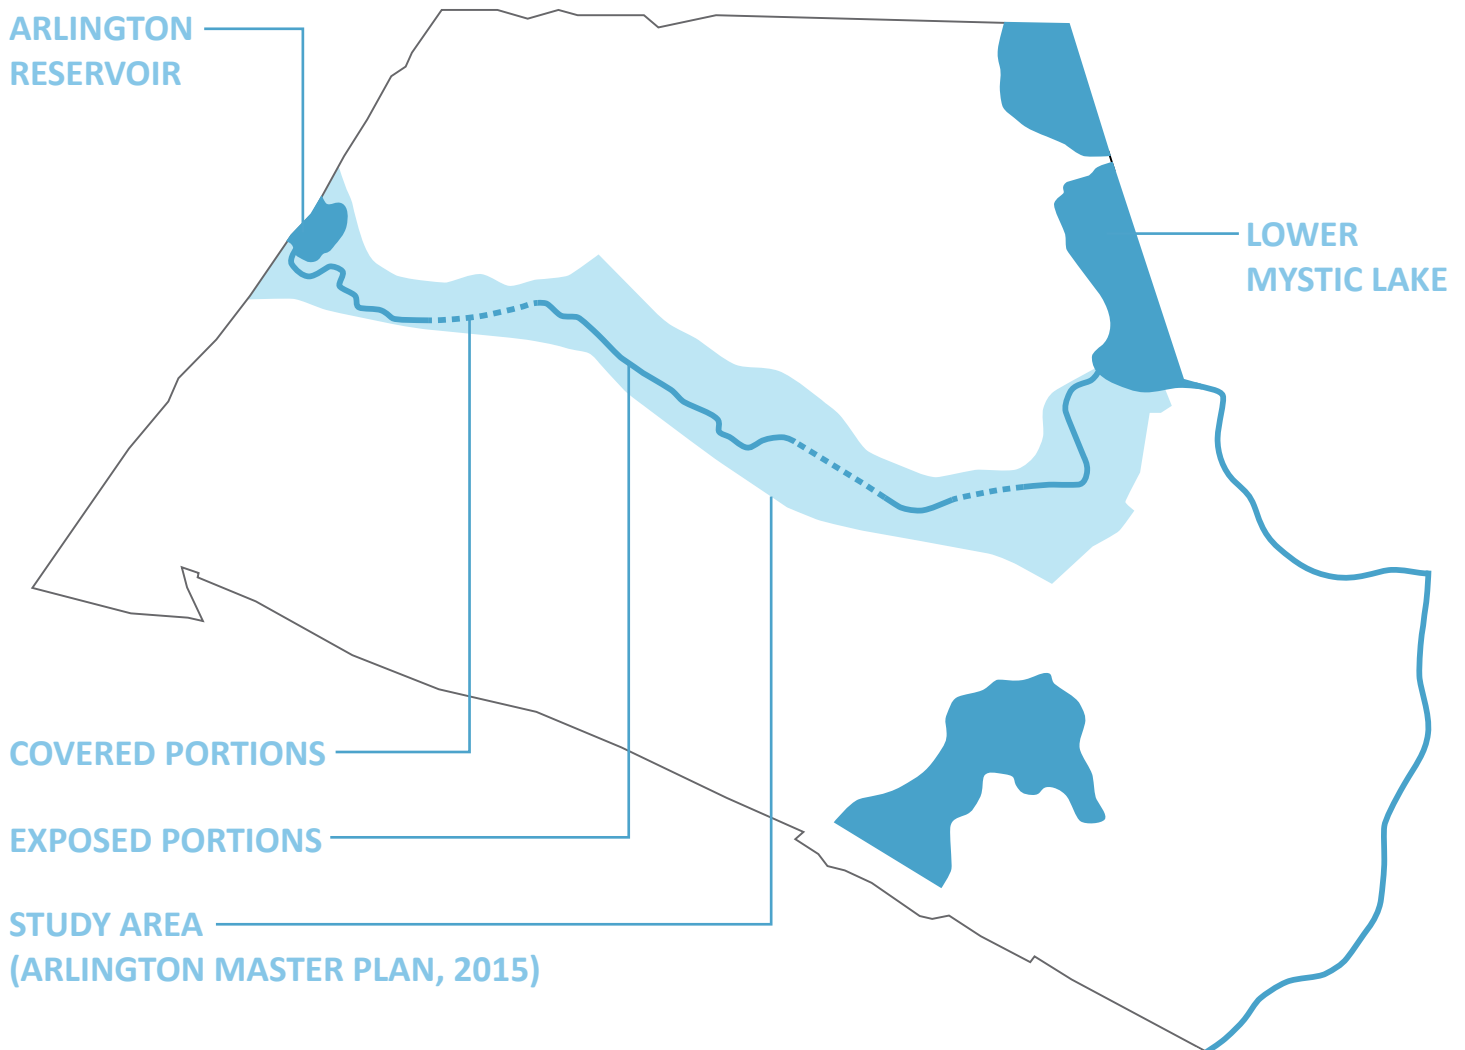 ARLINGTON
RESERVOIR
LOWER
MYSTIC LAKE
COVERED PORTIONS
EXPOSED PORTIONS
STUDY AREA
(ARLINGTON MASTER PLAN, 2015)